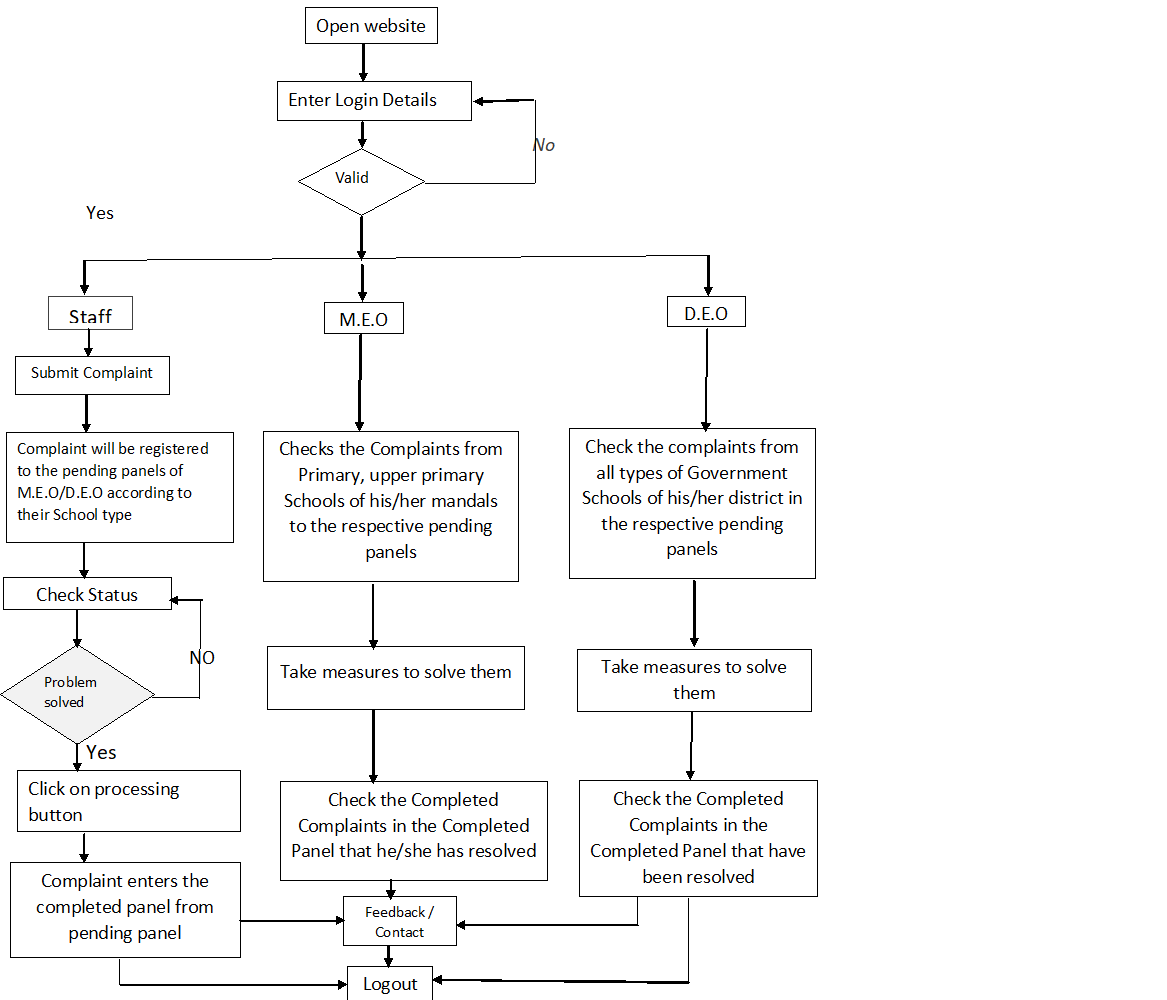 Open website
Enter Login Details
No
Valid
Yes
Staff
M.E.O
D.E.O
Submit Complaint
Complaint will be registered
to the pending panels of
M.E.O/D.E.O according to
their School type
Checks the Complaints from
Primary, upper primary
Schools of his/her mandals
to the respective pending
panels
Check the complaints from
all types of Government
Schools of his/her district in
the respective pending
panels
Check Status
NO
Problem
solved
Take measures to solve them
Take measures to solve
them
Yes
Click on processing
button
Check the Completed
Complaints in the Completed
Panel that he/she has resolved
Check the Completed
Complaints in the
Completed Panel that have
been resolved
Complaint enters the
completed panel from
pending panel
Feedback /
Contact
Logout